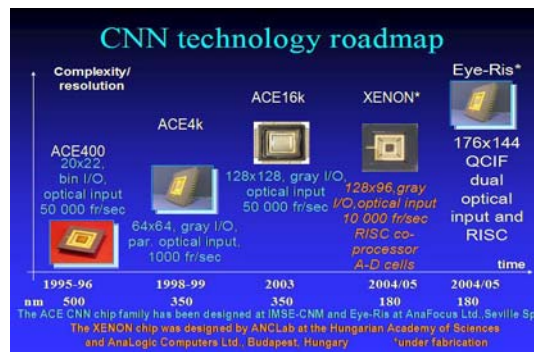 CNN technology roadmap
Complexity/
resolution
ACE400
20x22,
bin I/O,
optical input
50 000 fr/sec
ACE4k
64x64, gray I/O,
par. optical input,
1000 fr/sec
ACE16k
128x128, gray I/O,
optical input
50 000 fr/sec
XENON*
128x96,gray
I/O,optical input
10 000 fr/sec
RISC co-
processor
A-D cells
Eye-Ris*
176x144
QCIF
dual
optical
input and
RISC
time
1995-96 1998-99 2003 2004/05 2004/05
nm 500 350 350 180 180
The ACE CNN chip family has been designed at IMSE-CNM and Eye-Ris at AnaFocus Ltd.,Seville Sp
The XENON chip was designed by ANCLab at the Hungarian Academy of Sciences
and AnaLogic Computers Ltd., Budapest, Hungary *under fabrication